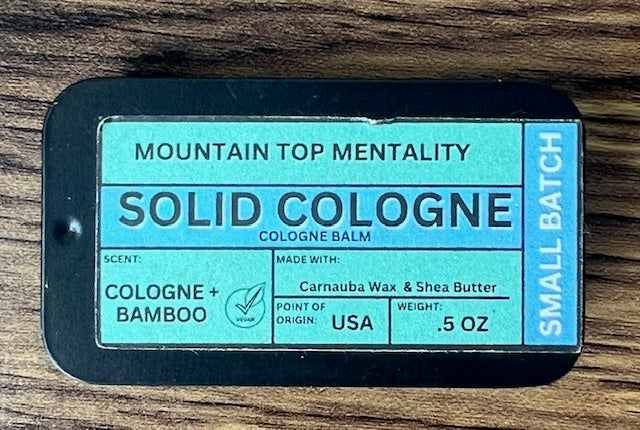 MOUNTAIN TOP MENTALITY
SOLID COLOGNE
COLOGNE BALM
SCENT:
COLOGNE +
BAMBOO
VEGAN
MADE WITH:
Carnauba Wax & Shea Butter
POINT OF
ORIGIN:
USA
WEIGHT:
.5 OZ
SMALL BATCH